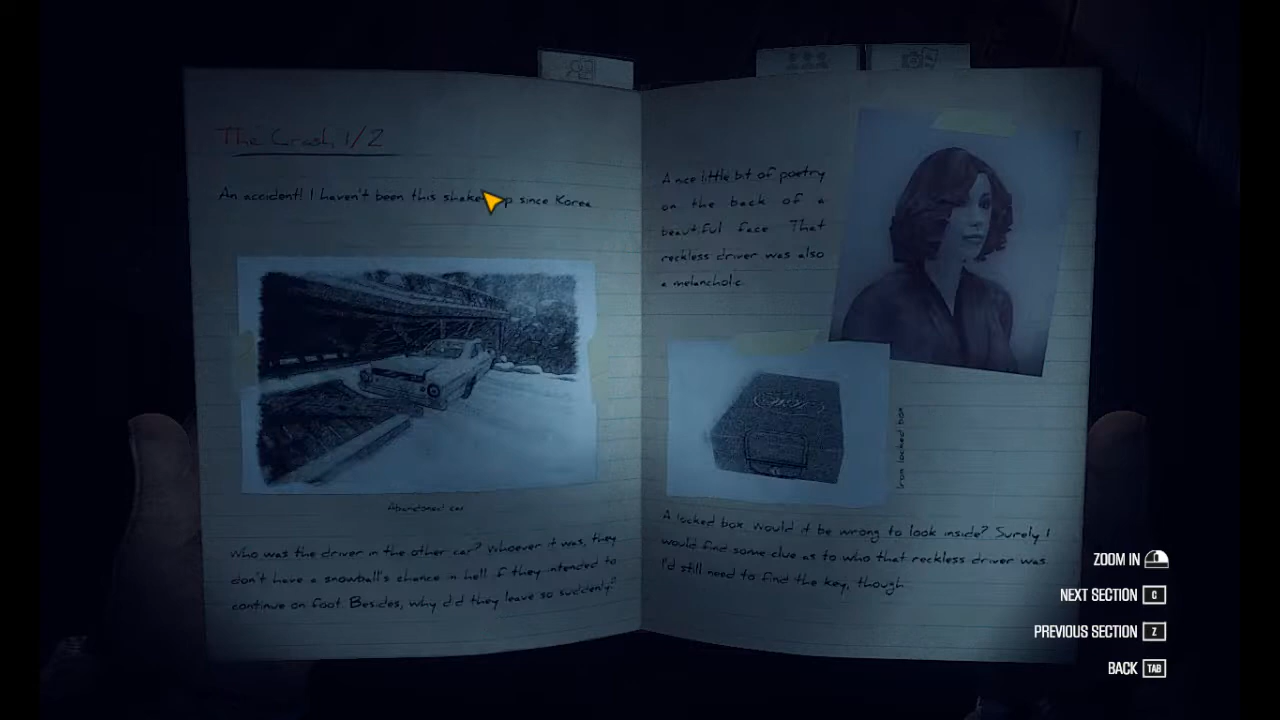 The Crash 1/2
An accident! I haven't been this shake p since Korea
Abandoned car
Who was the driver in the other car? Whoever it was, they
don't have a snowball's chance in hell if they intended to
continue on foot. Besides, why did they leave so suddenly?
A nice little bit of poetry
on the back of a
beautiful face That
reckless driver was also
a melancholic
Iron locked box
A locked box. Would it be wrong to look inside? Surely I
would find some clue as to who that reckless driver was.
I'd still need to find the key, though
ZOOM IN
NEXT SECTION C
PREVIOUS SECTION Z
BACK TAB